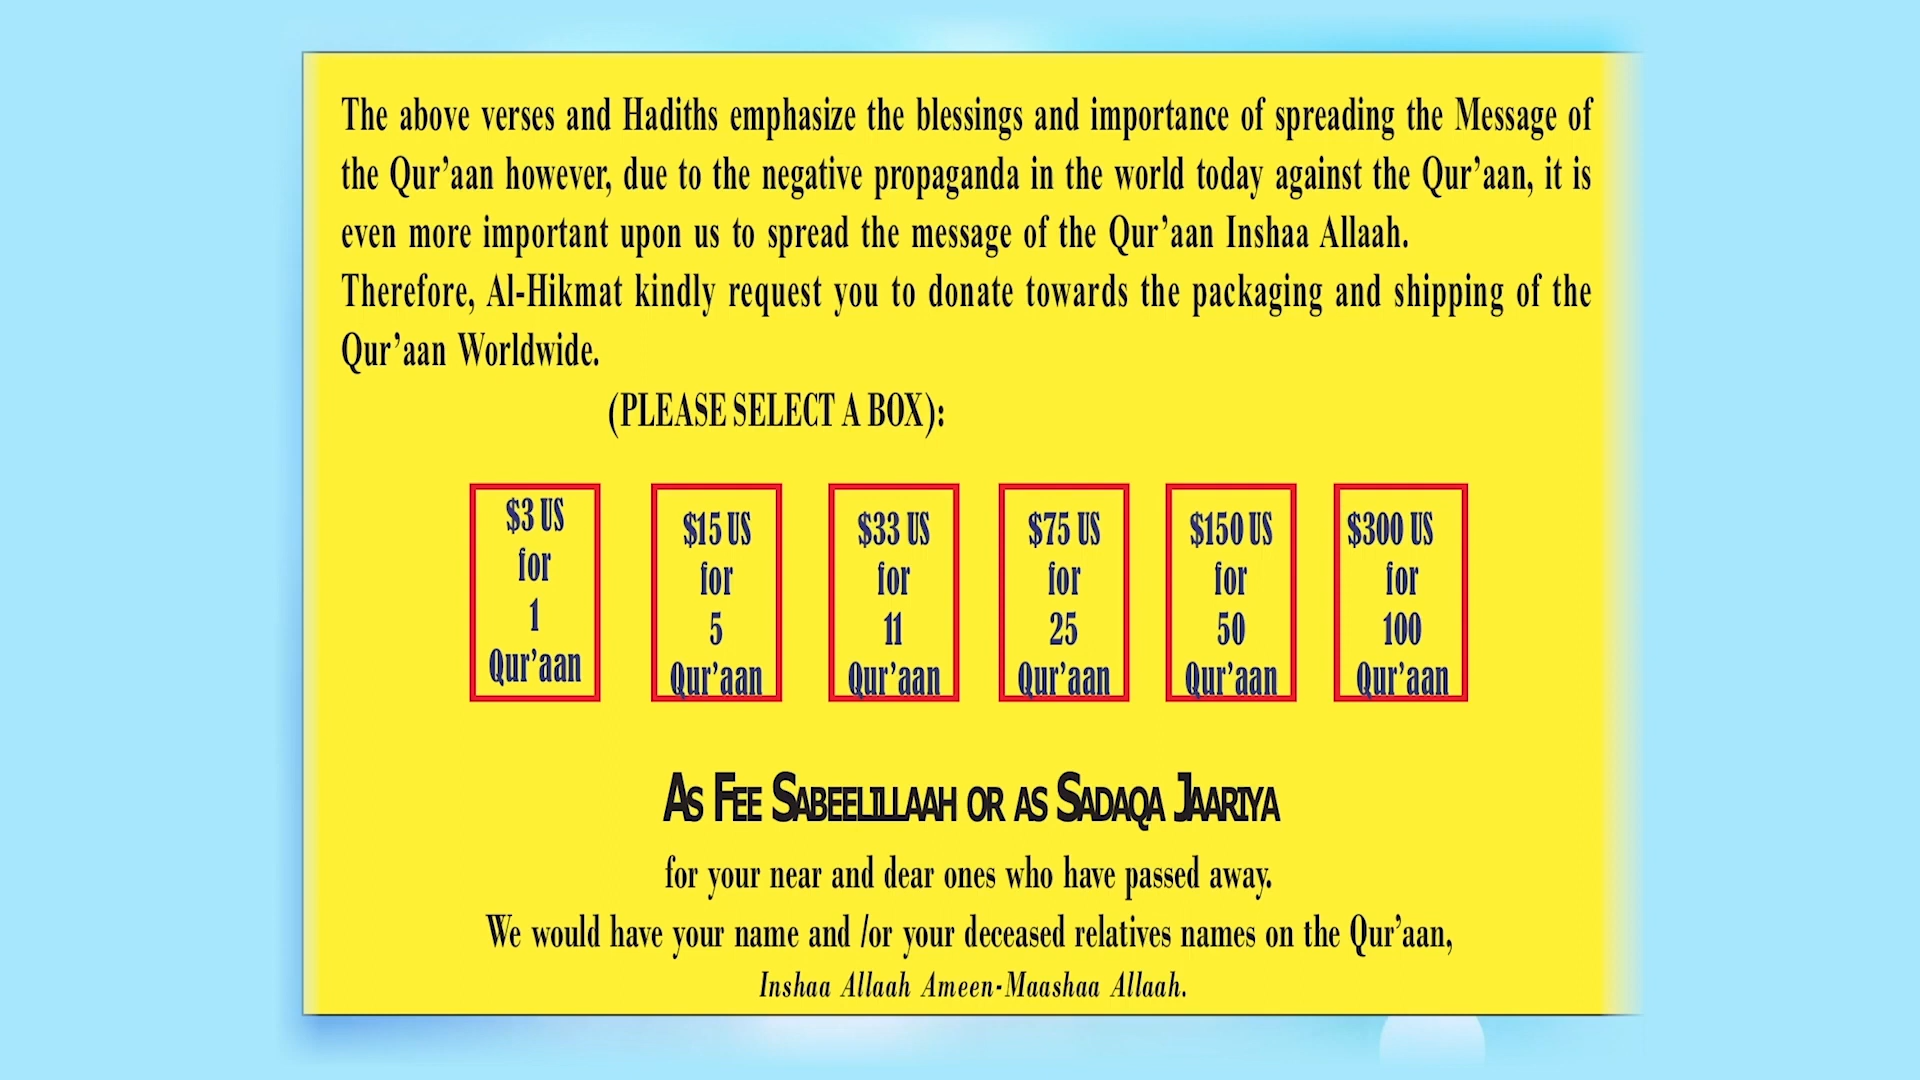 The above verses and Hadiths emphasize the blessings and importance of spreading the Message of
the Qur’aan however, due to the negative propaganda in the world today against the Qur’aan, it is
even more important upon us to spread the message of the Qur’aan Inshaa Allaah.
Therefore, Al-Hikmat kindly request you to donate towards the packaging and shipping of the
Qur’aan Worldwide.
(PLEASE SELECT A BOX):
$3 US
for
1
Qur’aan
$15 US
for
5
Qur’aan
$33 US
for
11
Qur’aan
$75 US
for
25
Qur’aan
$150 US
for
50
Qur’aan
$300 US
for
100
Qur’aan
AS FEE SABEELILLAAH OR AS SADAQA JAARIYA
for your near and dear ones who have passed away.
We would have your name and /or your deceased relatives names on the Qur’aan,
Inshaa Allaah Ameen-Maashaa Allaah.